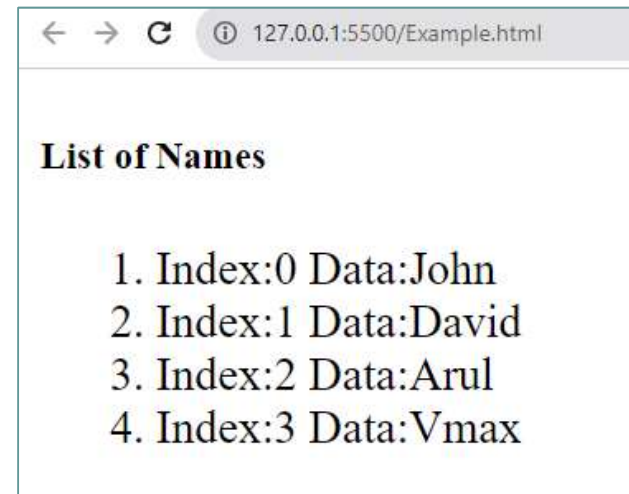 127.0.0.1:5500/Example.html
List of Names
1. Index:0 Data:John
2. Index:1 Data:David
3. Index:2 Data:Arul
4. Index:3 Data:Vmax